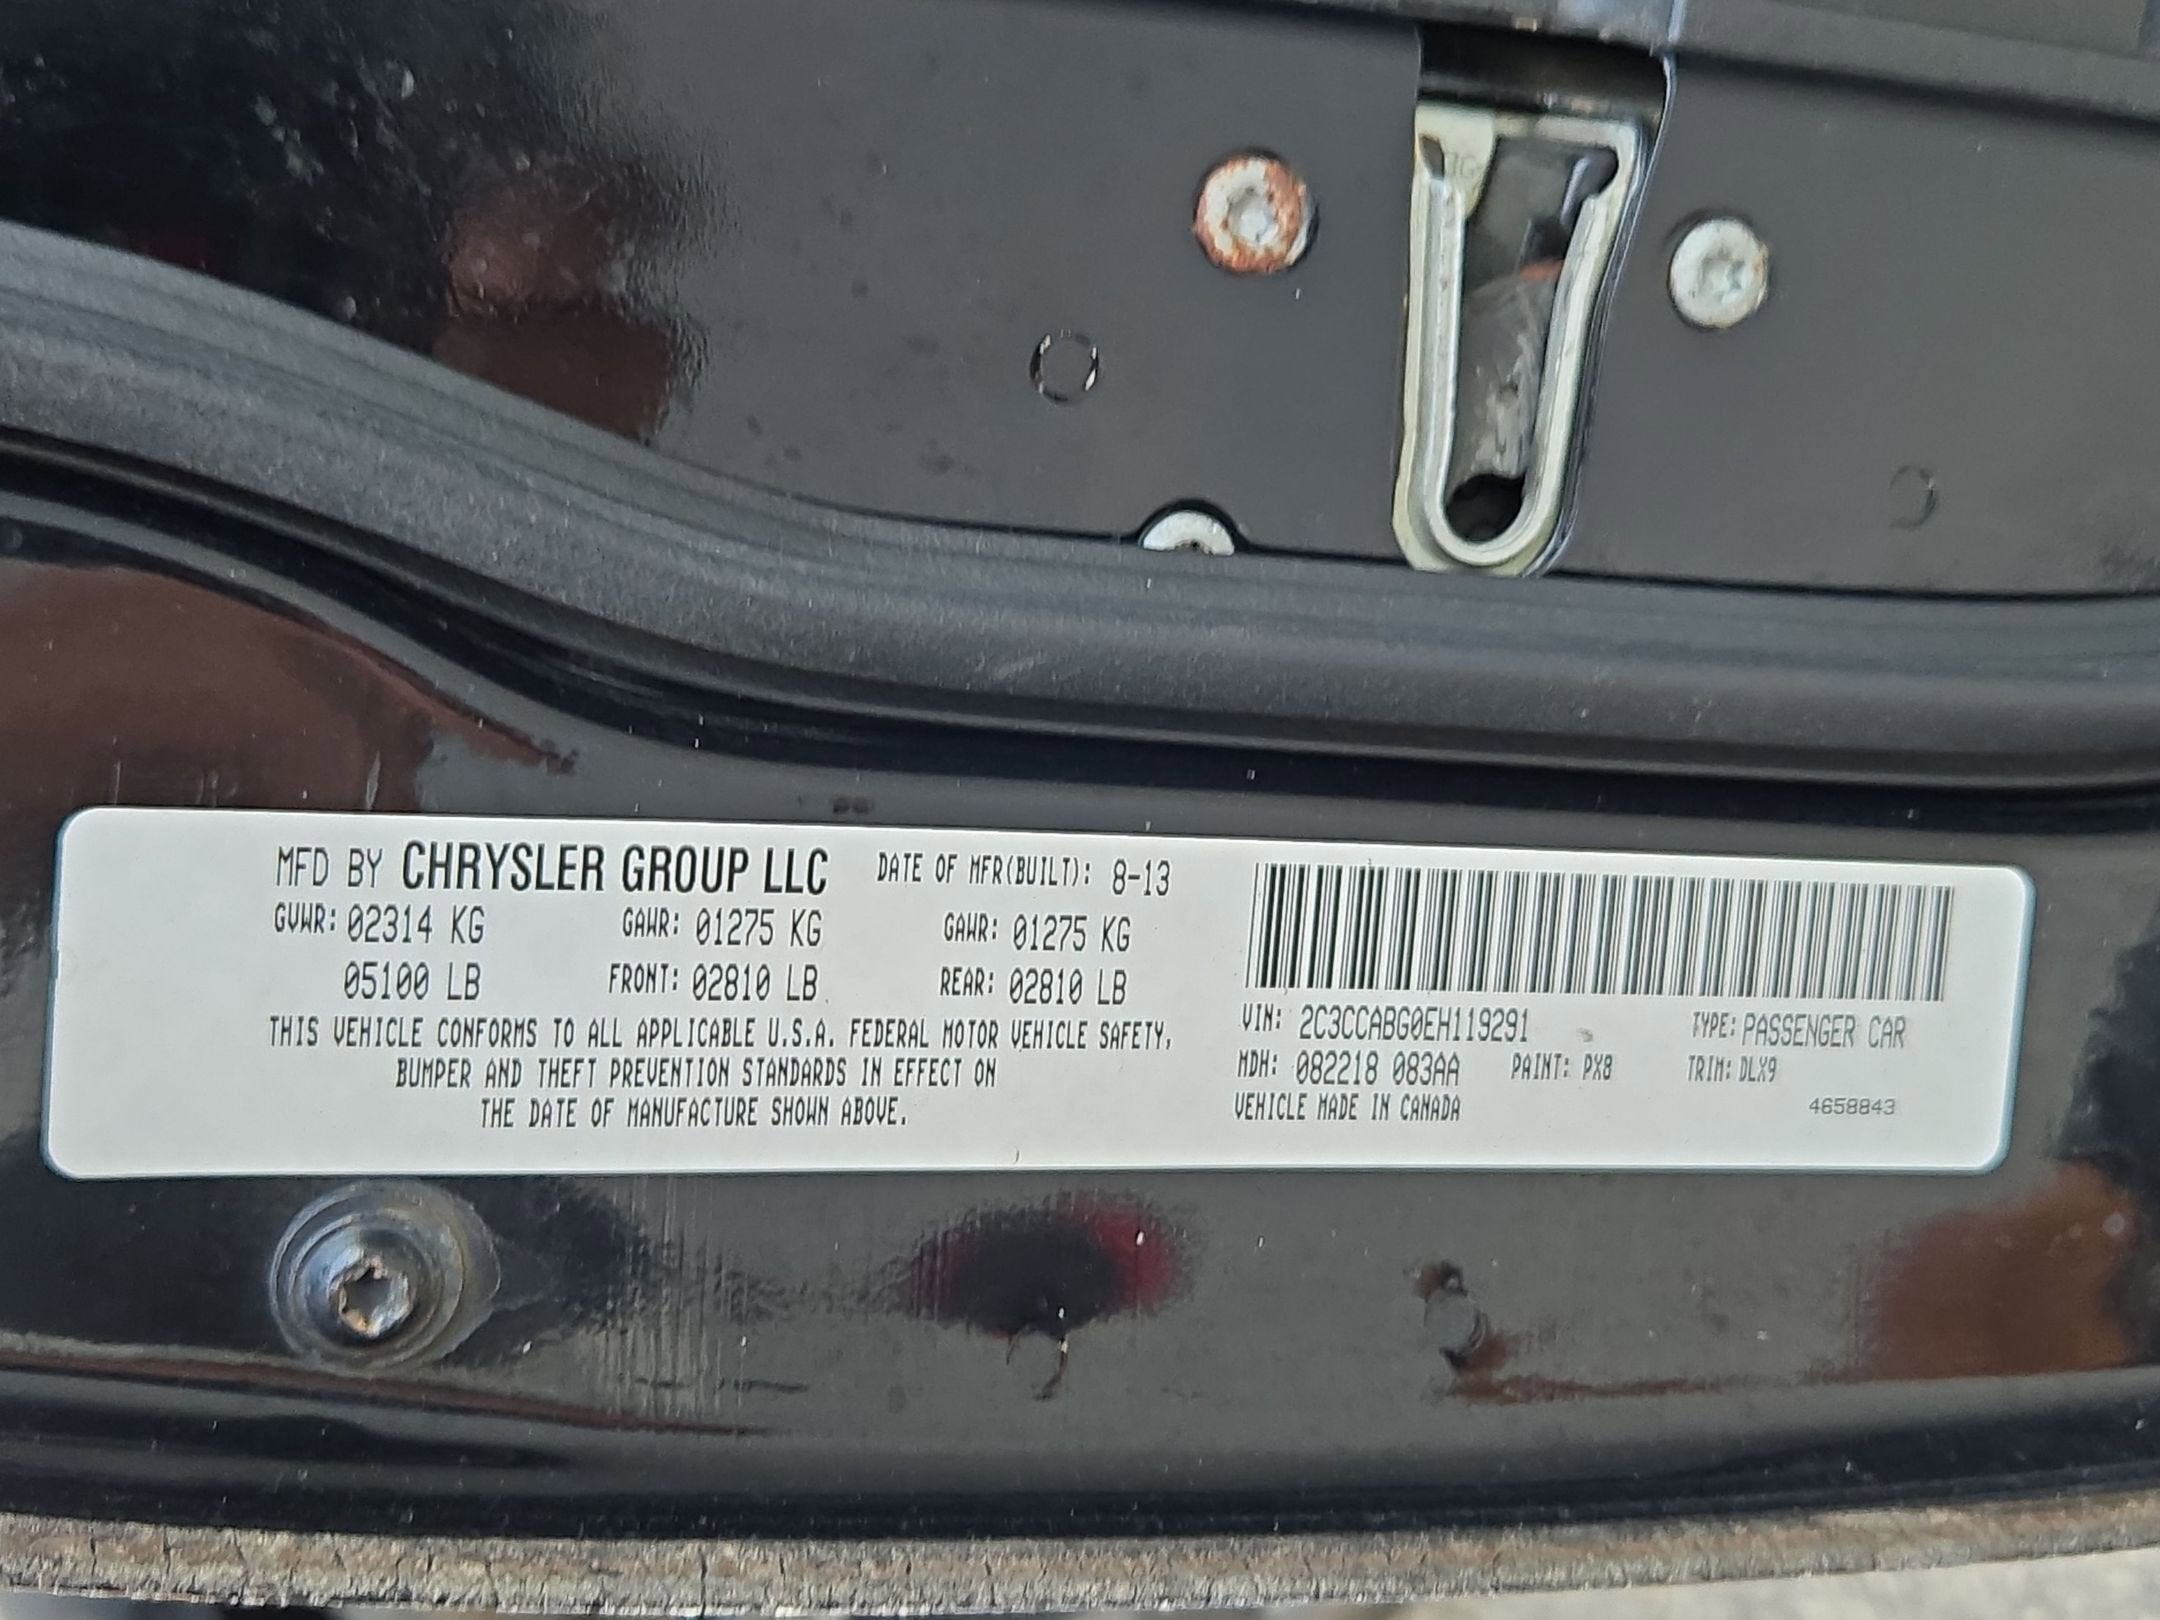 MFD BY CHRYSLER GROUP LLC DATE OF MFR(BUILT): 8-13
GVWR: 02314 KG GAWR: 01275 KG GAWR: 01275 KG
05100 LB FRONT: 02810 LB REAR: 02810 LB
THIS VEHICLE CONFORMS TO ALL APPLICABLE U.S.A. FEDERAL MOTOR VEHICLE SAFETY,
BUMPER AND THEFT PREVENTION STANDARDS IN EFFECT ON
THE DATE OF MANUFACTURE SHOWN ABOVE.
VIN: 2C3CCABG0EH119291 TYPE: PASSENGER CAR
MDH: 082218 083AA PAINT: PX8 TRIM: DLX9
VEHICLE MADE IN CANADA
4658843